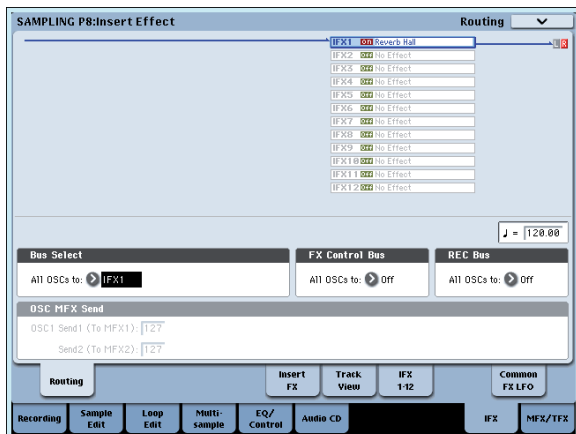 SAMPLING P8:Insert Effect Routing
IFX1 On Reverb Hall L R
IFX2 Off No Effect
IFX3 Off No Effect
IFX4 Off No Effect
IFX5 Off No Effect
IFX6 Off No Effect
IFX7 Off No Effect
IFX8 Off No Effect
IFX9 Off No Effect
IFX10 Off No Effect
IFX11 Off No Effect
IFX12 Off No Effect
♩ = 120.00
Bus Select FX Control Bus REC Bus
All OSCs to: IFX1 All OSCs to: Off All OSCs to: Off
OSC MFX Send
OSC1 Send1 (To MFX1): 127
Send2 (To MFX2): 127
Routing Insert FX Track View IFX 1-12 Common FX LFO
Recording Sample Edit Loop Edit Multi-sample EQ/Control Audio CD IFX MFX/TFX